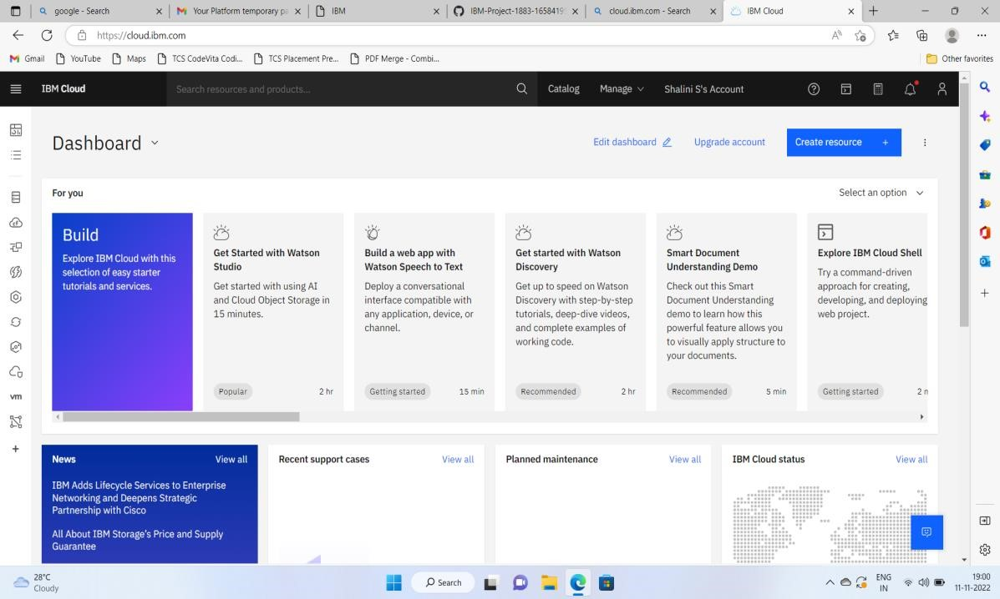 google - Search
Your Platform temporary pa
IBM
IBM-Project-1883-1658419
cloud.ibm.com - Search
IBM Cloud
https://cloud.ibm.com
Gmail
YouTube
Maps
TCS CodeVita Codi...
TCS Placement Pre...
PDF Merge - Combi...
Other favorites
IBM Cloud
Search resources and products...
Catalog
Manage
Shalini S's Account
Dashboard
Edit dashboard
Upgrade account
Create resource +
For you
Select an option
Build
Explore IBM Cloud with this
selection of easy starter
tutorials and services.
Get Started with Watson
Studio
Get started with using AI
and Cloud Object Storage in
15 minutes.
Popular
2 hr
Build a web app with
Watson Speech to Text
Deploy a conversational
interface compatible with
any application, device, or
channel.
Getting started
15 min
Get started with Watson
Discovery
Get up to speed on Watson
Discovery with step-by-step
tutorials, deep-dive videos,
and complete examples of
working code.
Recommended
2 hr
Smart Document
Understanding Demo
Check out this Smart
Document Understanding
demo to learn how this
powerful feature allows you
to visually apply structure to
your documents.
Recommended
5 min
Explore IBM Cloud Shell
Try a command-driven
approach for creating,
developing, and deploying
web project.
Getting started
vm
News
View all
IBM Adds Lifecycle Services to Enterprise
Networking and Deepens Strategic
Partnership with Cisco
All About IBM Storage's Price and Supply
Guarantee
Recent support cases
View all
Planned maintenance
View all
IBM Cloud status
View all
28°C
Cloudy
Search
ENG
IN
19:00
11-11-2022